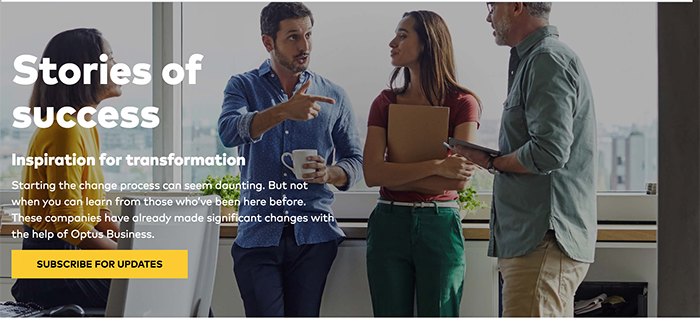 Stories of
success
Inspiration for transformation
Starting the change process can seem daunting. But not
when you can learn from those who've been here before.
These companies have already made significant changes with
the help of Optus Business.
SUBSCRIBE FOR UPDATES